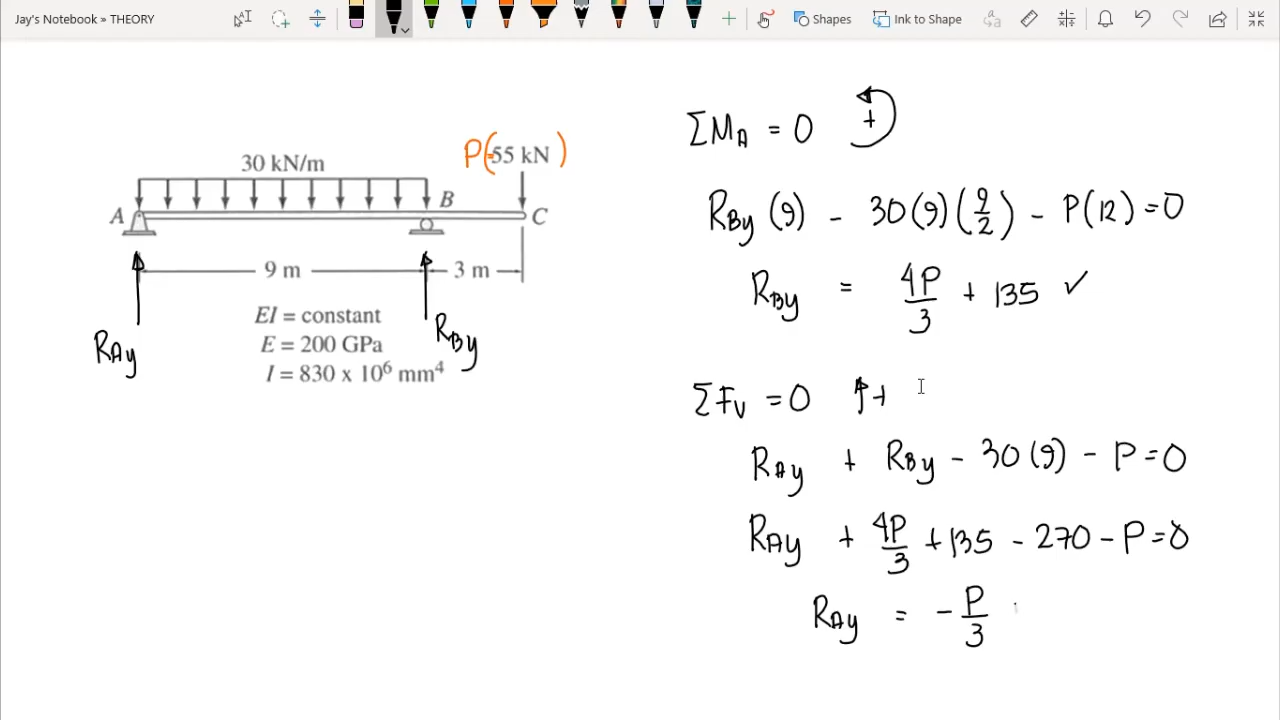 Jay's Notebook » THEORY
Shapes
Ink to Shape
P(=55 kN)
30 kN/m
A
B
C
9 m
3 m
RAy
RBy
EI = constant
E = 200 GPa
I = 830 x 10⁶ mm⁴
ΣMA = 0 +
RBy (9) - 30(9)(9/2) - P(12) = 0
RBy = 4P/3 + 135 ✓
ΣFV = 0 ↑+
RAy + RBy - 30(9) - P = 0
RAy + 4P/3 + 135 - 270 - P = 0
RAy = - P/3